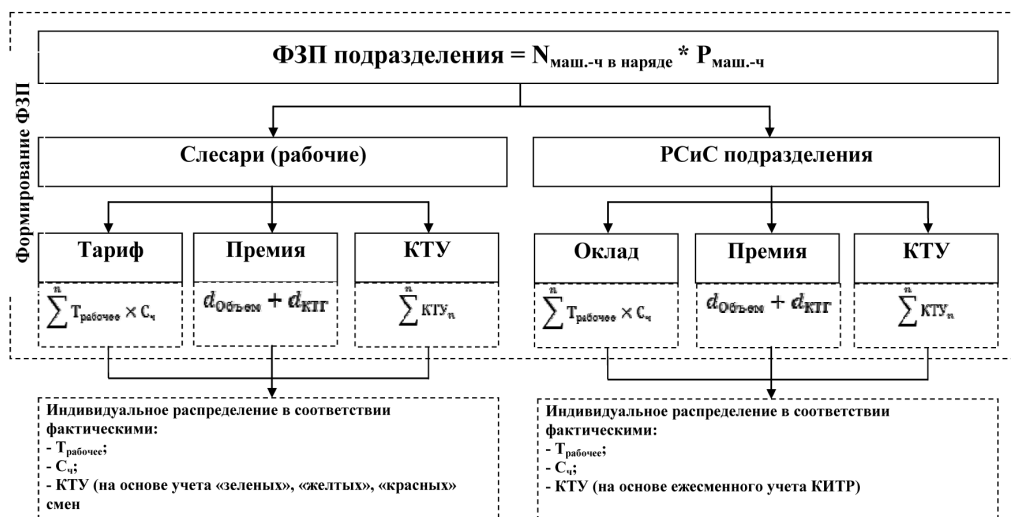 Формирование ФЗП
ФЗП подразделения = Nмаш.-ч в наряде * Pмаш.-ч
Слесари (рабочие)
РСиС подразделения
Тариф
Премия
КТУ
Оклад
Премия
КТУ
n
∑ Трабочее × Сч
dОбъем + dКТГ
n
∑ КТУn
n
∑ Трабочее × Сч
dОбъем + dКТГ
n
∑ КТУn
Индивидуальное распределение в соответствии
фактическими:
- Трабочее;
- Сч;
- КТУ (на основе учета «зеленых», «желтых», «красных»
смен
Индивидуальное распределение в соответствии
фактическими:
- Трабочее;
- Сч;
- КТУ (на основе ежесменного учета КИТР)